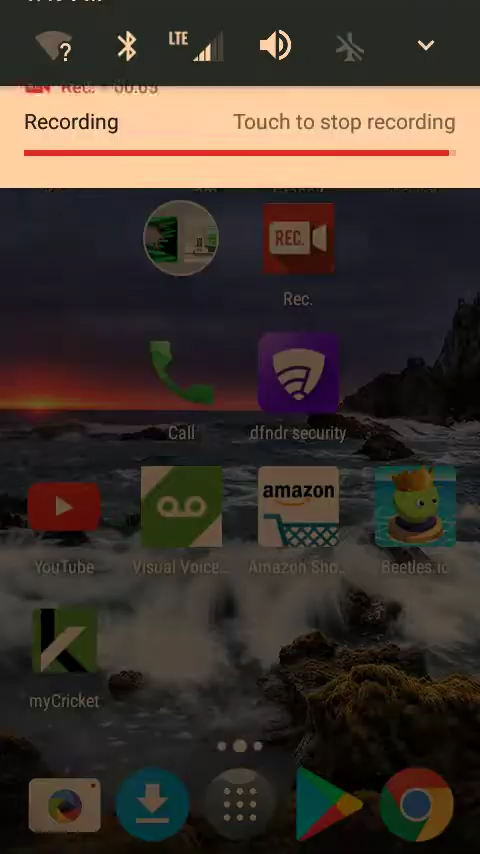 ?
LTE
Rec.
Recording Touch to stop recording
REC.
Rec.
Call dfndr security
amazon
YouTube Visual Voice... Amazon Sho... Beetles.io
myCricket